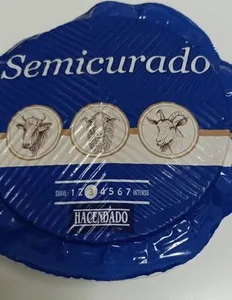 Semicurado
SUAVE 1 2 3 4 5 6 7 INTENSO
HACENDADO